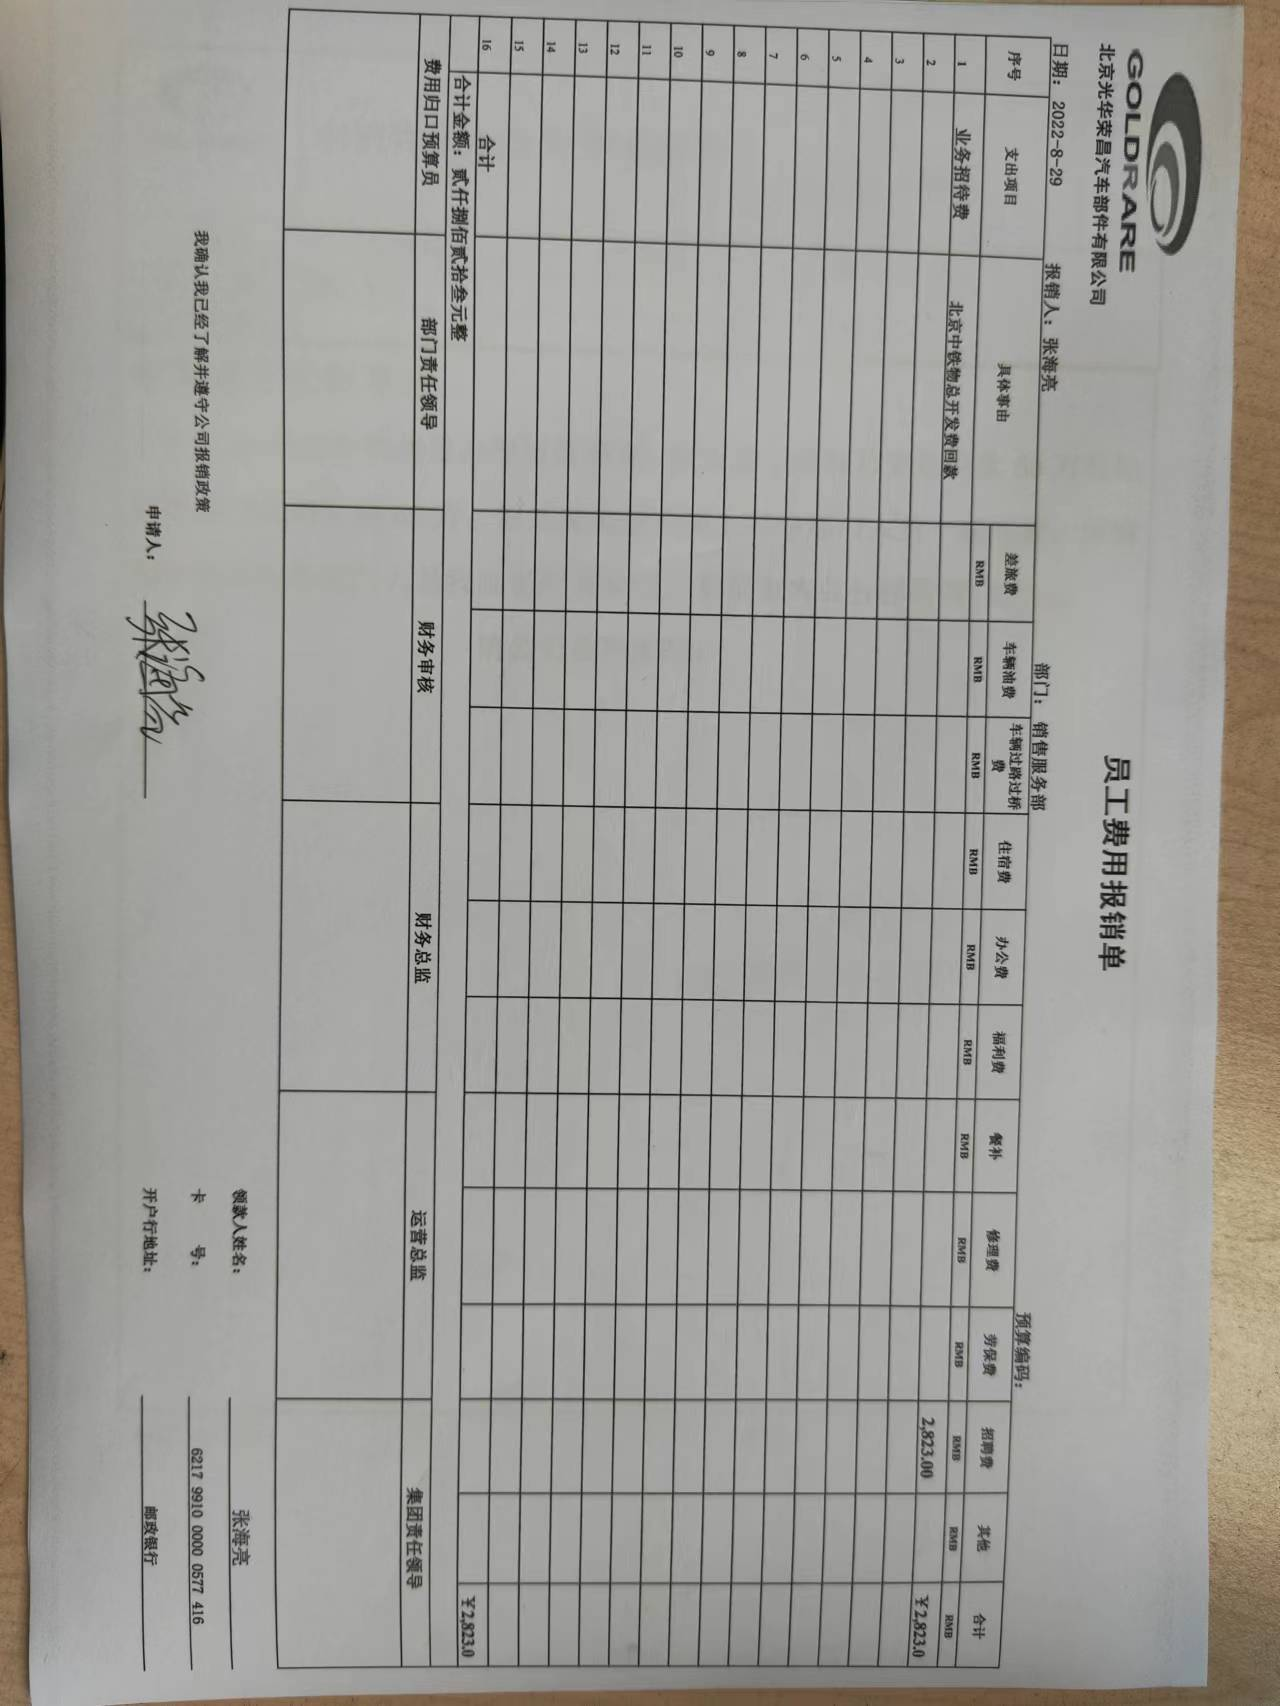 GOLDRARE
北京光华荣昌汽车部件有限公司
员工费用报销单
日期： 2022-8-29 报销人：张海亮 部门：销售服务部 预算编码：
序号 支出项目 具体事由 差旅费 车辆油费 车辆过路过桥费 住宿费 办公费 福利费 餐补 修理费 劳保费 招聘费 其他 合计
RMB RMB RMB RMB RMB RMB RMB RMB RMB RMB RMB RMB
1 业务招待费 北京中铁物总开发费回款 2,823.00 ￥2,823.0
2
3
4
5
6
7
8
9
10
11
12
13
14
15
16 合计 ￥2,823.0
合计金额：贰仟捌佰贰拾叁元整
费用归口预算员 部门责任领导 财务审核 财务总监 运营总监 集团责任领导
我确认我已经了解并遵守公司报销政策
申请人： 张海亮
领款人姓名： 张海亮
卡 号： 6217 9910 0000 0577 416
开户行地址： 邮政银行